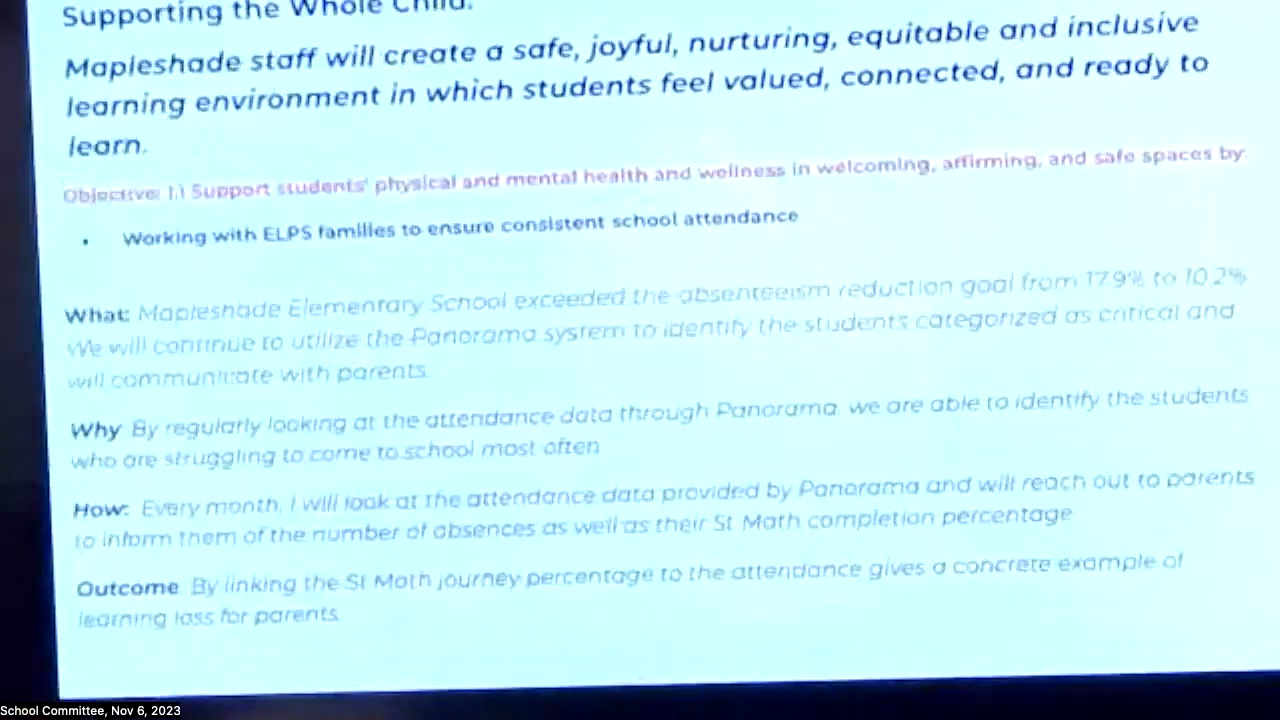 Supporting the Whole Child.
Mapleshade staff will create a safe, joyful, nurturing, equitable and inclusive
learning environment in which students feel valued, connected, and ready to
learn.
Objective: 1.1 Support students' physical and mental health and wellness in welcoming, affirming, and safe spaces by:
• Working with ELPS families to ensure consistent school attendance
What: Mapleshade Elementary School exceeded the absenteeism reduction goal from 17.9% to 10.2%
We will continue to utilize the Panorama system to identify the students categorized as critical and
will communicate with parents.
Why By regularly looking at the attendance data through Panorama, we are able to identify the students
who are struggling to come to school most often
How: Every month, I will look at the attendance data provided by Panorama and will reach out to parents
to inform them of the number of absences as well as their St Math completion percentage
Outcome By linking the St Math journey percentage to the attendance gives a concrete example of
learning loss for parents.
School Committee, Nov 6, 2023